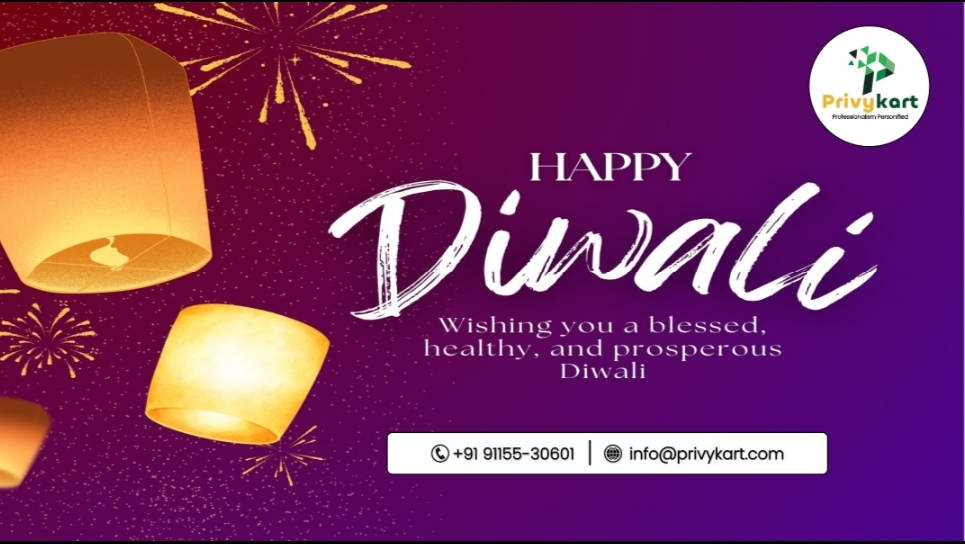 Privykart
Professionalism Personified
HAPPY
Diwali
Wishing you a blessed,
healthy, and prosperous
Diwali
+91 91155-30601 | info@privykart.com